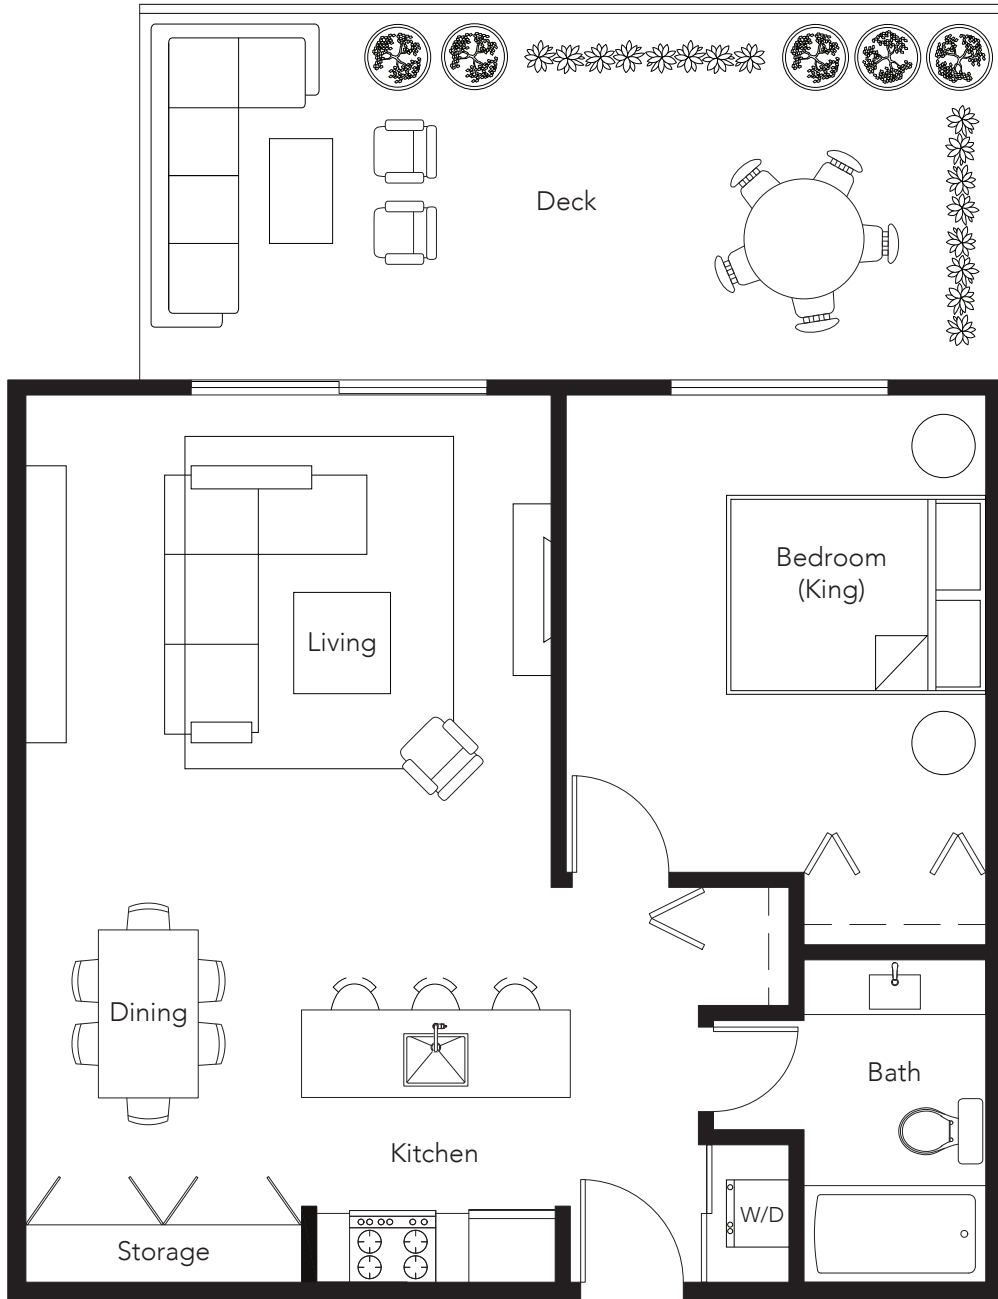 Deck
Bedroom
(King)
Living
Dining
Bath
Kitchen
W/D
Storage